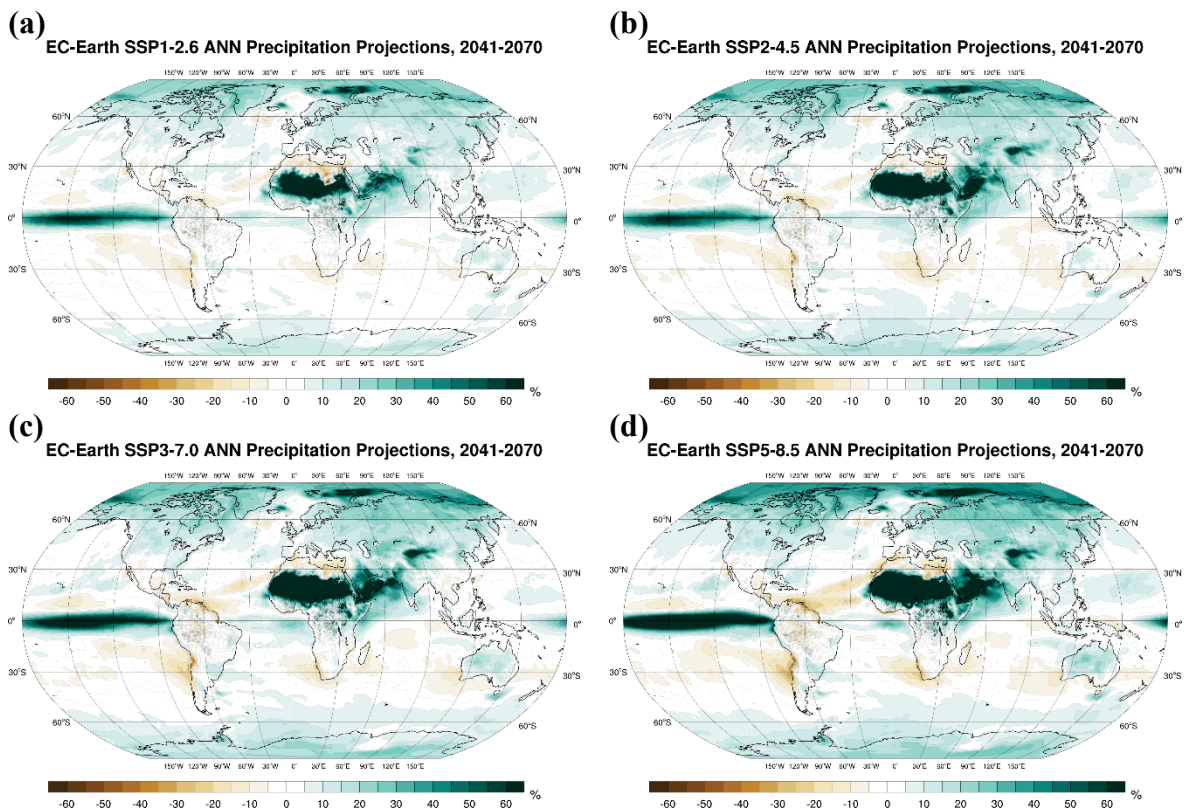 (a)
EC-Earth SSP1-2.6 ANN Precipitation Projections, 2041-2070
150°W 120°W 90°W 60°W 30°W 0° 30°E 60°E 90°E 120°E 150°E
60°N 60°N
30°N 30°N
0° 0°
30°S 30°S
60°S 60°S
150°W 120°W 90°W 60°W 30°W 0° 30°E 60°E 90°E 120°E 150°E
-60 -50 -40 -30 -20 -10 0 10 20 30 40 50 60 %
(b)
EC-Earth SSP2-4.5 ANN Precipitation Projections, 2041-2070
150°W 120°W 90°W 60°W 30°W 0° 30°E 60°E 90°E 120°E 150°E
60°N 60°N
30°N 30°N
0° 0°
30°S 30°S
60°S 60°S
150°W 120°W 90°W 60°W 30°W 0° 30°E 60°E 90°E 120°E 150°E
-60 -50 -40 -30 -20 -10 0 10 20 30 40 50 60 %
(c)
EC-Earth SSP3-7.0 ANN Precipitation Projections, 2041-2070
150°W 120°W 90°W 60°W 30°W 0° 30°E 60°E 90°E 120°E 150°E
60°N 60°N
30°N 30°N
0° 0°
30°S 30°S
60°S 60°S
150°W 120°W 90°W 60°W 30°W 0° 30°E 60°E 90°E 120°E 150°E
-60 -50 -40 -30 -20 -10 0 10 20 30 40 50 60 %
(d)
EC-Earth SSP5-8.5 ANN Precipitation Projections, 2041-2070
150°W 120°W 90°W 60°W 30°W 0° 30°E 60°E 90°E 120°E 150°E
60°N 60°N
30°N 30°N
0° 0°
30°S 30°S
60°S 60°S
150°W 120°W 90°W 60°W 30°W 0° 30°E 60°E 90°E 120°E 150°E
-60 -50 -40 -30 -20 -10 0 10 20 30 40 50 60 %